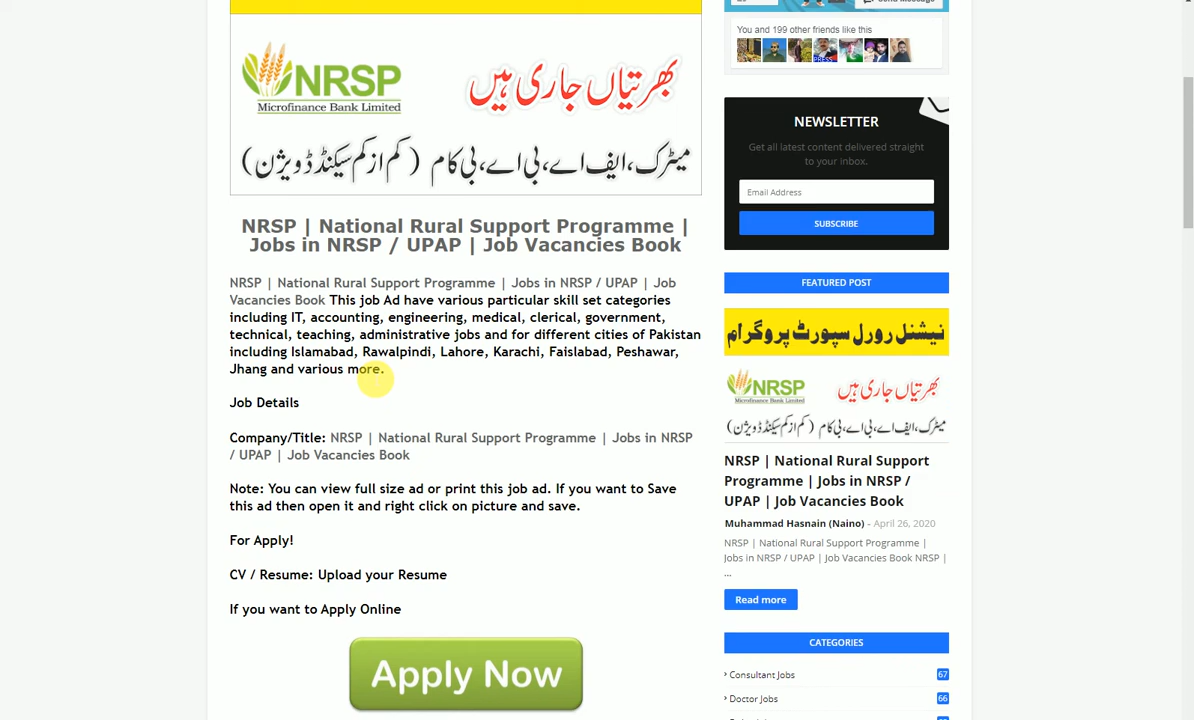 NRSP
Microfinance Bank Limited
بھرتیاں جاری ہیں
میٹرک، ایف اے، بی اے، بی کام (کم از کم سیکنڈ ڈویژن)
NRSP | National Rural Support Programme |
Jobs in NRSP / UPAP | Job Vacancies Book
NRSP | National Rural Support Programme | Jobs in NRSP / UPAP | Job
Vacancies Book This job Ad have various particular skill set categories
including IT, accounting, engineering, medical, clerical, government,
technical, teaching, administrative jobs and for different cities of Pakistan
including Islamabad, Rawalpindi, Lahore, Karachi, Faislabad, Peshawar,
Jhang and various more.
Job Details
Company/Title: NRSP | National Rural Support Programme | Jobs in NRSP
/ UPAP | Job Vacancies Book
Note: You can view full size ad or print this job ad. If you want to Save
this ad then open it and right click on picture and save.
For Apply!
CV / Resume: Upload your Resume
If you want to Apply Online
Apply Now
You and 199 other friends like this
PRESS
NEWSLETTER
Get all latest content delivered straight
to your inbox.
Email Address
SUBSCRIBE
FEATURED POST
نیشنل رورل سپورٹ پروگرام
NRSP
Microfinance Bank Limited
بھرتیاں جاری ہیں
میٹرک، ایف اے، بی اے، بی کام (کم از کم سیکنڈ ڈویژن)
NRSP | National Rural Support
Programme | Jobs in NRSP /
UPAP | Job Vacancies Book
Muhammad Hasnain (Naino) - April 26, 2020
NRSP | National Rural Support Programme |
Jobs in NRSP / UPAP | Job Vacancies Book NRSP |
...
Read more
CATEGORIES
Consultant Jobs 67
Doctor Jobs 66